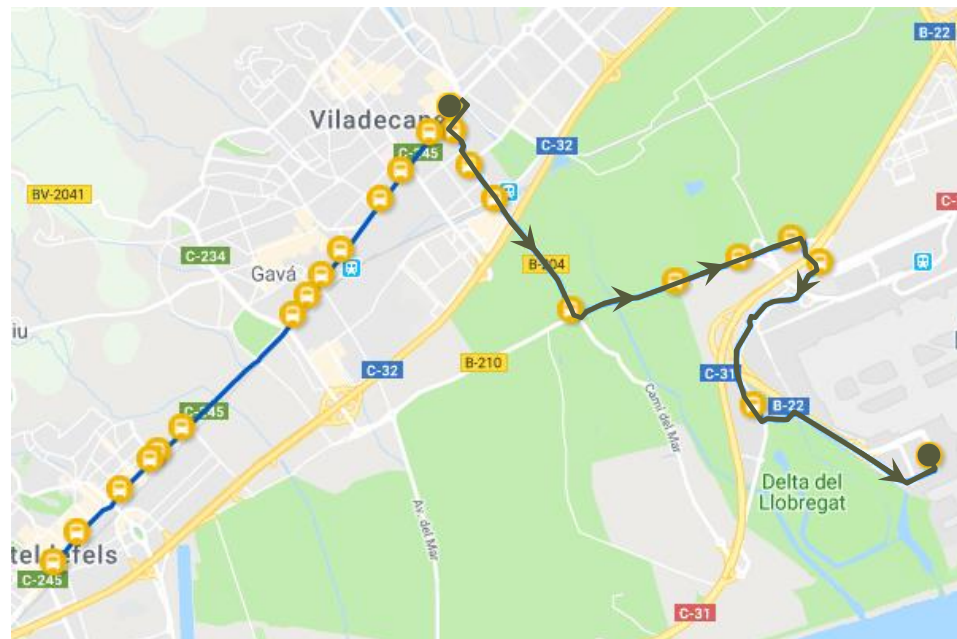 B-22
Viladecans
C-245
C-32
BV-2041
C-234
B-204
Gavá
C-32
B-210
C-31
B-22
C-245
Camí del Mar
Av. del Mar
Delta del
Llobregat
C-245
C-31